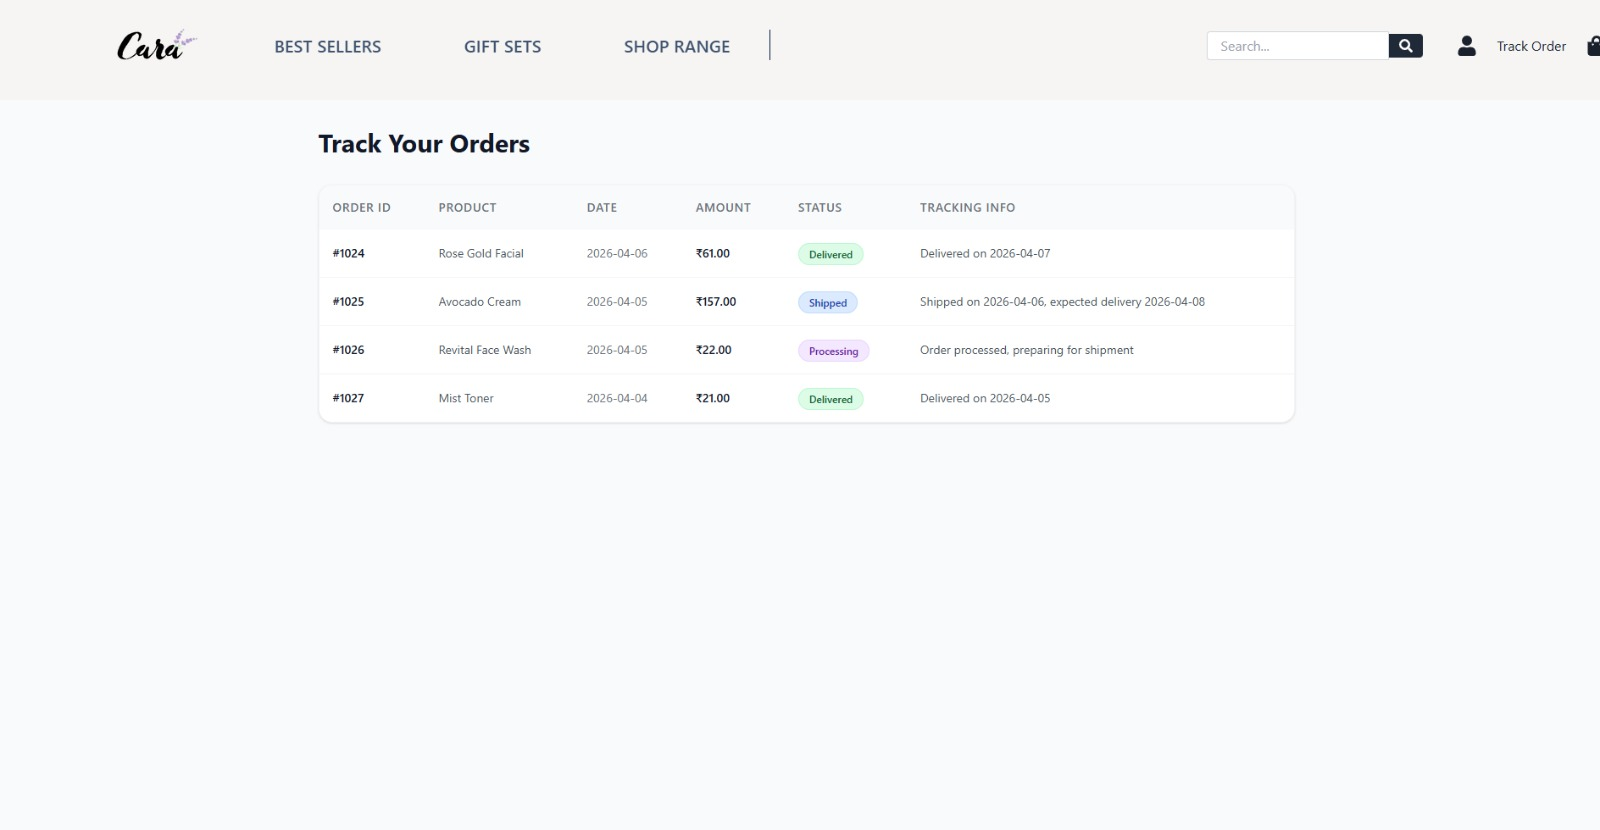 Cara
BEST SELLERS
GIFT SETS
SHOP RANGE
Search...
Track Order
Track Your Orders
ORDER ID PRODUCT DATE AMOUNT STATUS TRACKING INFO
#1024 Rose Gold Facial 2026-04-06 ₹61.00 Delivered Delivered on 2026-04-07
#1025 Avocado Cream 2026-04-05 ₹157.00 Shipped Shipped on 2026-04-06, expected delivery 2026-04-08
#1026 Revital Face Wash 2026-04-05 ₹22.00 Processing Order processed, preparing for shipment
#1027 Mist Toner 2026-04-04 ₹21.00 Delivered Delivered on 2026-04-05